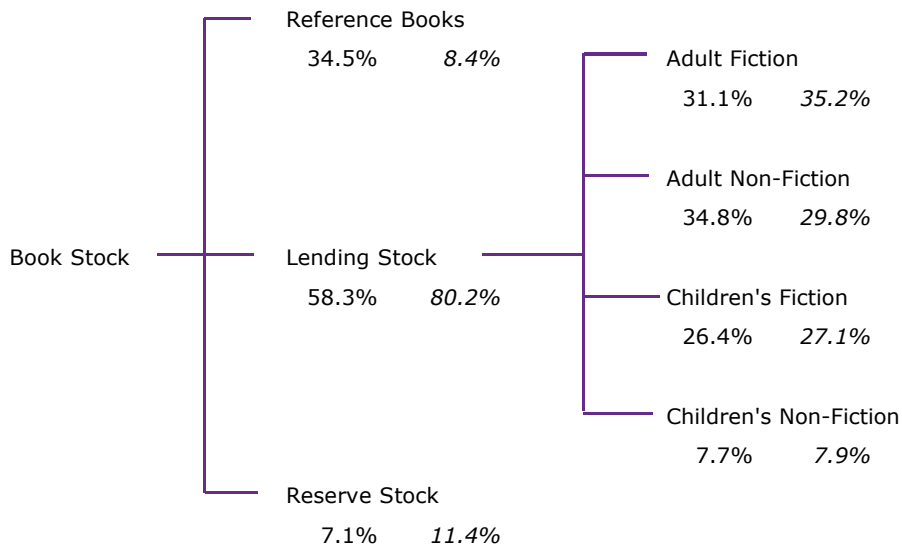 Reference Books
34.5% 8.4%
Adult Fiction
31.1% 35.2%
Adult Non-Fiction
34.8% 29.8%
Book Stock
Lending Stock
58.3% 80.2%
Children's Fiction
26.4% 27.1%
Children's Non-Fiction
7.7% 7.9%
Reserve Stock
7.1% 11.4%